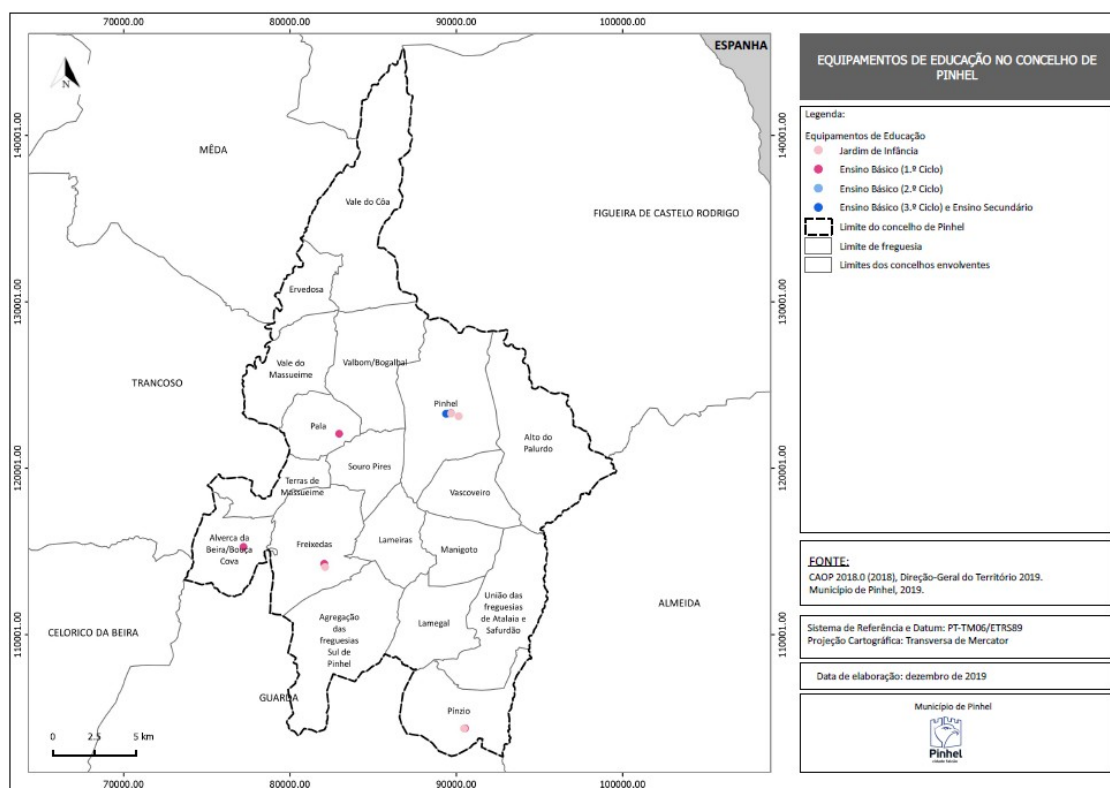 70000.00
80000.00
90000.00
100000.00
ESPANHA
N
140001.00
140001.00
MÊDA
Vale do Côa
FIGUEIRA DE CASTELO RODRIGO
Ervedosa
130001.00
130001.00
Vale do
Massueime
Valbom/Bogalhal
TRANCOSO
Pinhel
Pala
Alto do
Palurdo
Souro Pires
120001.00
120001.00
Terras de
Massueime
Vascoveiro
Alverca da
Beira/Bouça
Cova
Freixedas
Lameiras
Manigoto
União das
freguesias
de Atalaia e
Safurdão
ALMEIDA
CELORICO DA BEIRA
Agregação
das
freguesias
Sul de
Pinhel
Lamegal
110001.00
110001.00
GUARDA
Pínzio
0 2.5 5 km
70000.00
80000.00
90000.00
100000.00
EQUIPAMENTOS DE EDUCAÇÃO NO CONCELHO DE
PINHEL
Legenda:
Equipamentos de Educação
Jardim de Infância
Ensino Básico (1.º Ciclo)
Ensino Básico (2.º Ciclo)
Ensino Básico (3.º Ciclo) e Ensino Secundário
Limite do concelho de Pinhel
Limite de freguesia
Limites dos concelhos envolventes
FONTE:
CAOP 2018.0 (2018), Direção-Geral do Território 2019.
Município de Pinhel, 2019.
Sistema de Referência e Datum: PT-TM06/ETRS89
Projeção Cartográfica: Transversa de Mercator
Data de elaboração: dezembro de 2019
Município de Pinhel
Pinhel
cidade falcão